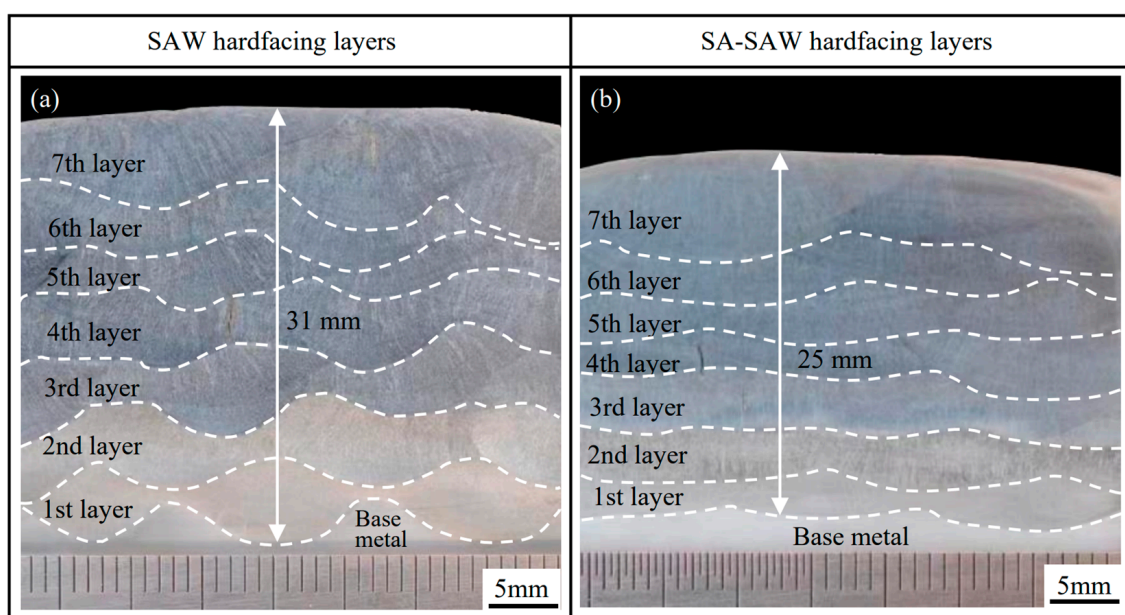 SAW hardfacing layers
SA-SAW hardfacing layers
(a)
7th layer
6th layer
5th layer
4th layer
31 mm
3rd layer
2nd layer
1st layer
Base
metal
5mm
(b)
7th layer
6th layer
5th layer
4th layer
25 mm
3rd layer
2nd layer
1st layer
Base metal
5mm